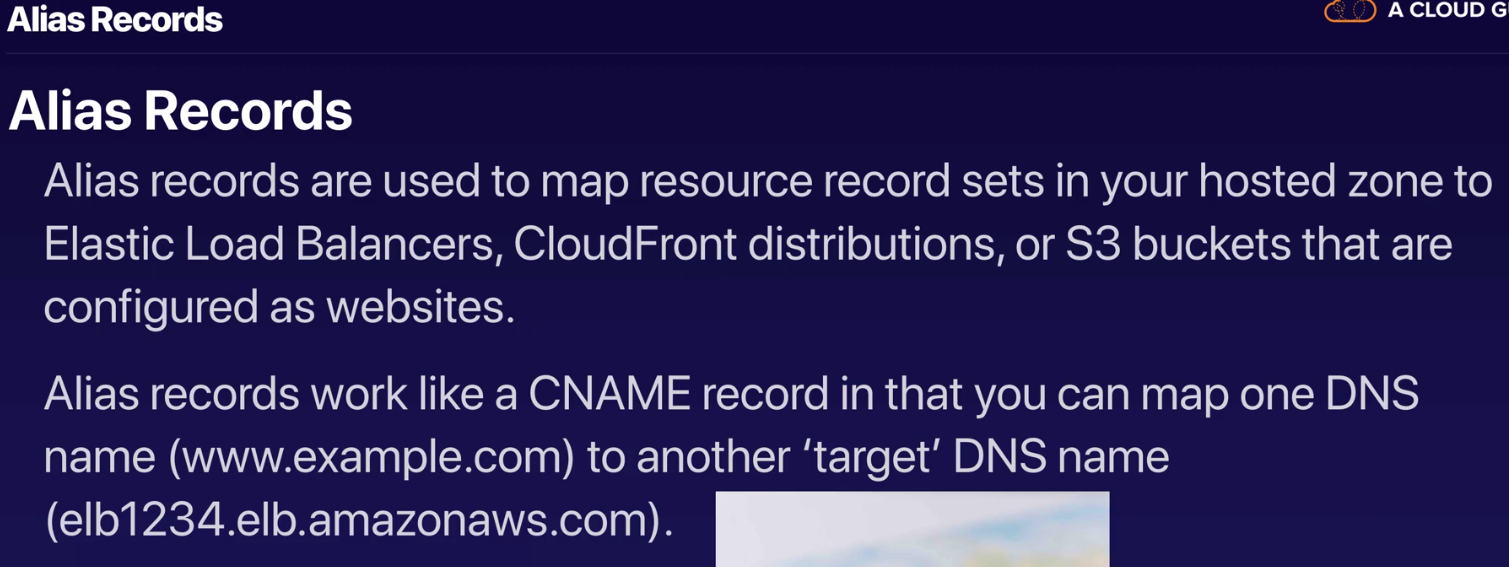 Alias Records
A CLOUD
Alias Records
Alias records are used to map resource record sets in your hosted zone to
Elastic Load Balancers, CloudFront distributions, or S3 buckets that are
configured as websites.
Alias records work like a CNAME record in that you can map one DNS
name (www.example.com) to another ‘target’ DNS name
(elb1234.elb.amazonaws.com).